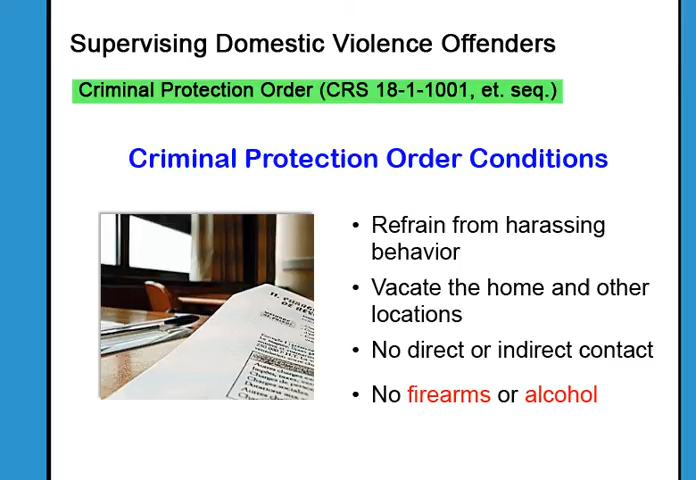 Supervising Domestic Violence Offenders
Criminal Protection Order (CRS 18-1-1001, et. seq.)
Criminal Protection Order Conditions
• Refrain from harassing
behavior
• Vacate the home and other
locations
• No direct or indirect contact
• No firearms or alcohol